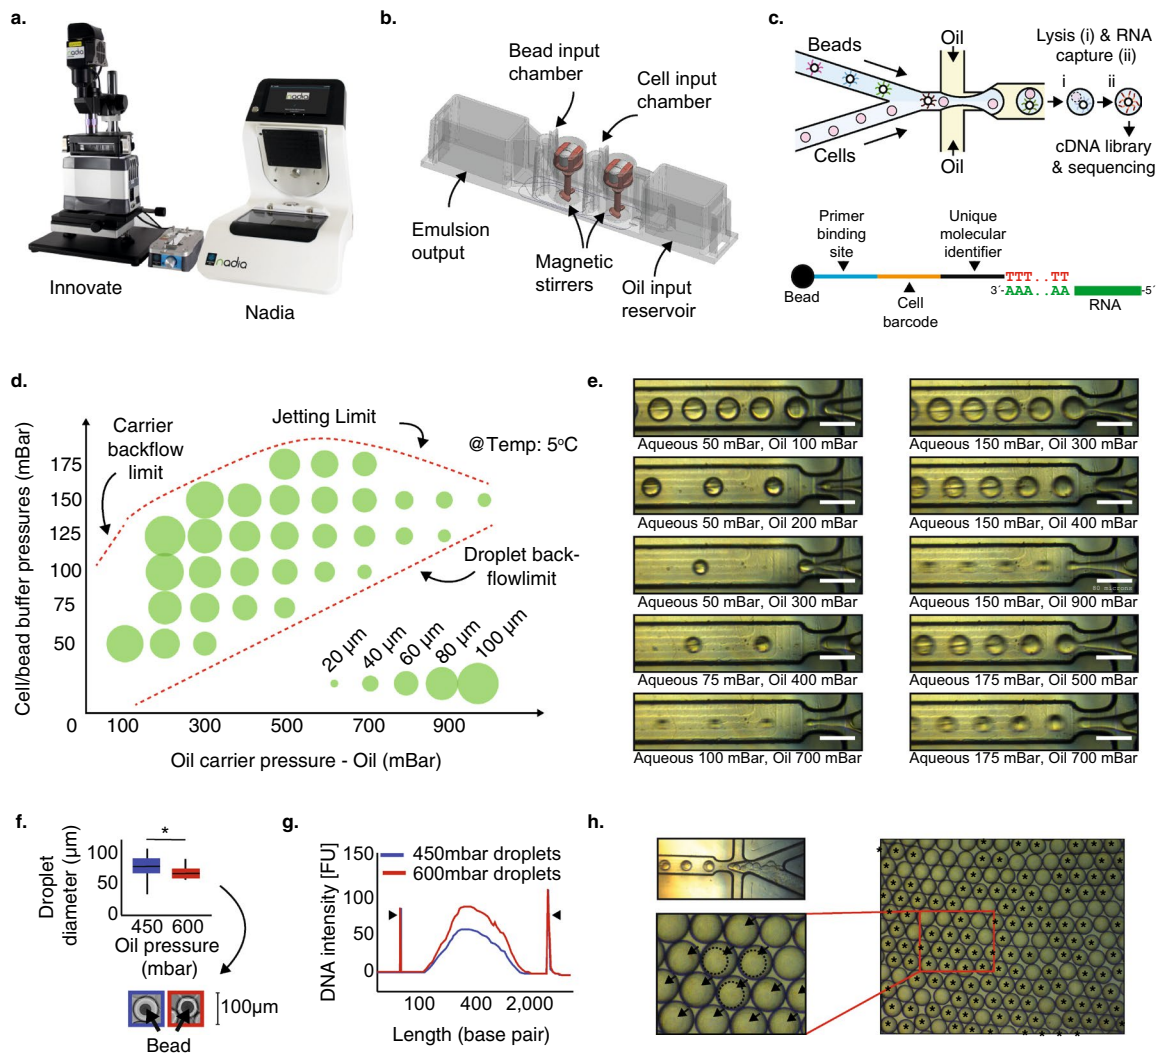 a.
nadia
nadia
nadia
Innovate
Nadia
b.
Bead input
chamber
Cell input
chamber
Emulsion
output
Magnetic
stirrers
Oil input
reservoir
c.
Beads
Cells
Oil
Oil
Lysis (i) & RNA
capture (ii)
i
ii
cDNA library
& sequencing
Primer
binding
site
Unique
molecular
identifier
Bead
Cell
barcode
TTT..TT
3´-AAA..AA
-5´
RNA
d.
Cell/bead buffer pressures (mBar)
Carrier
backflow
limit
Jetting Limit
@Temp: 5ºC
175
150
125
100
75
50
0
Droplet back-
flowlimit
20 µm
40 µm
60 µm
80 µm
100 µm
100
300
500
700
900
Oil carrier pressure - Oil (mBar)
e.
Aqueous 50 mBar, Oil 100 mBar
Aqueous 150 mBar, Oil 300 mBar
Aqueous 50 mBar, Oil 200 mBar
Aqueous 150 mBar, Oil 400 mBar
Aqueous 50 mBar, Oil 300 mBar
80 microns
Aqueous 150 mBar, Oil 900 mBar
Aqueous 75 mBar, Oil 400 mBar
Aqueous 175 mBar, Oil 500 mBar
Aqueous 100 mBar, Oil 700 mBar
Aqueous 175 mBar, Oil 700 mBar
f.
Droplet
diameter (µm)
100
50
0
*
450
600
Oil pressure
(mbar)
100µm
Bead
g.
DNA intensity [FU]
150
100
50
0
450mbar droplets
600mbar droplets
100
400
2,000
Length (base pair)
h.